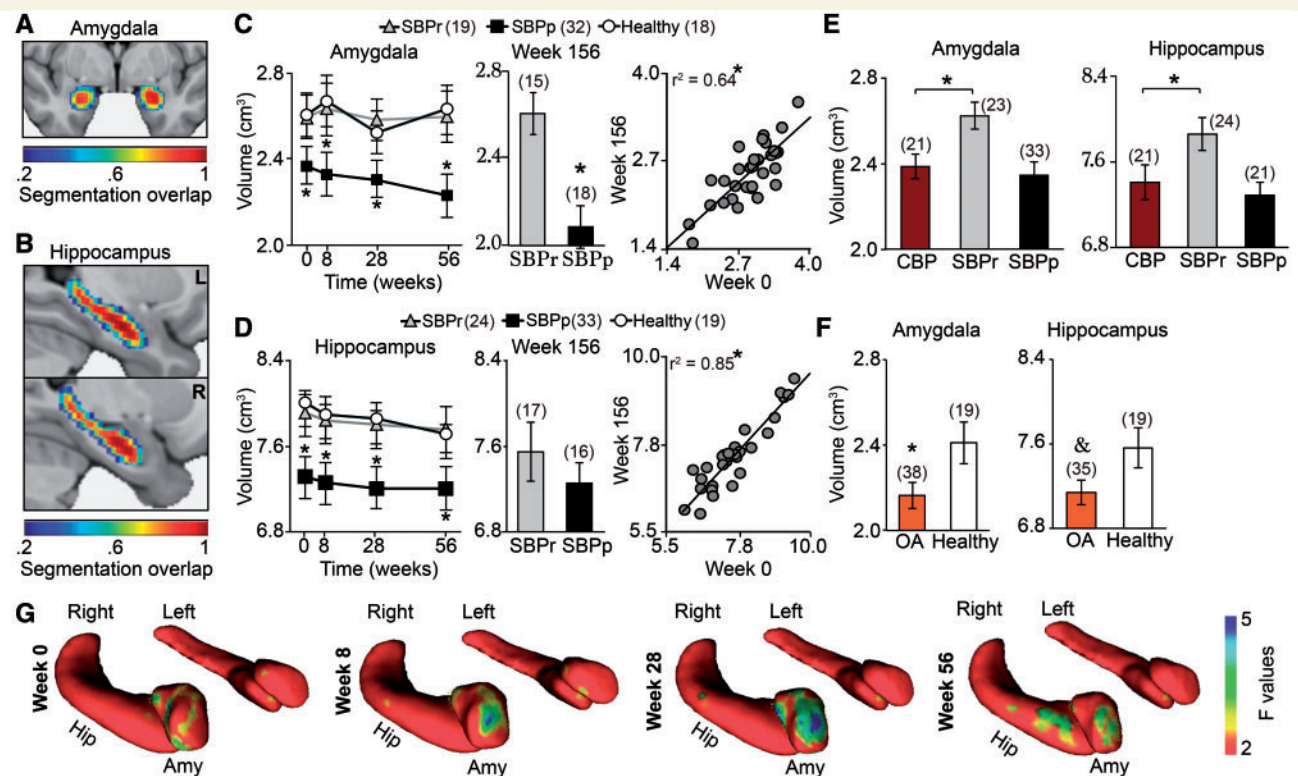 A
Amygdala
.2 .6 1
Segmentation overlap
B
Hippocampus
L
R
.2 .6 1
Segmentation overlap
C
SBPr (19) SBPp (32) Healthy (18)
Amygdala
Volume (cm³)
2.8
2.4
2.0
* * * *
0 8 28 56
Time (weeks)
Week 156
2.8
2.4
2.0
(15)
*
(18)
SBPr SBPp
r² = 0.64*
Week 156
4.0
2.7
1.4
1.4 2.7 4.0
Week 0
D
SBPr(24) SBPp(33) Healthy (19)
Hippocampus
Volume (cm³)
8.4
7.6
6.8
* * * *
0 8 28 56
Time (weeks)
Week 156
8.4
7.6
6.8
(17)
(16)
SBPr SBPp
r² = 0.85*
Week 156
10.0
7.8
5.5
5.5 7.8 10.0
Week 0
E
Amygdala
Volume (cm³)
2.8
2.4
2.0
*
(21) (23) (33)
CBP SBPr SBPp
Hippocampus
8.4
7.6
6.8
*
(21) (24) (21)
CBP SBPr SBPp
F
Amygdala
Volume (cm³)
2.8
2.4
2.0
*
(38) (19)
OA Healthy
Hippocampus
8.4
7.6
6.8
&
(35) (19)
OA Healthy
G
Week 0
Right Left
Hip
Amy
Week 8
Right Left
Hip
Amy
Week 28
Right Left
Hip
Amy
Week 56
Right Left
Hip
Amy
5
2
F values